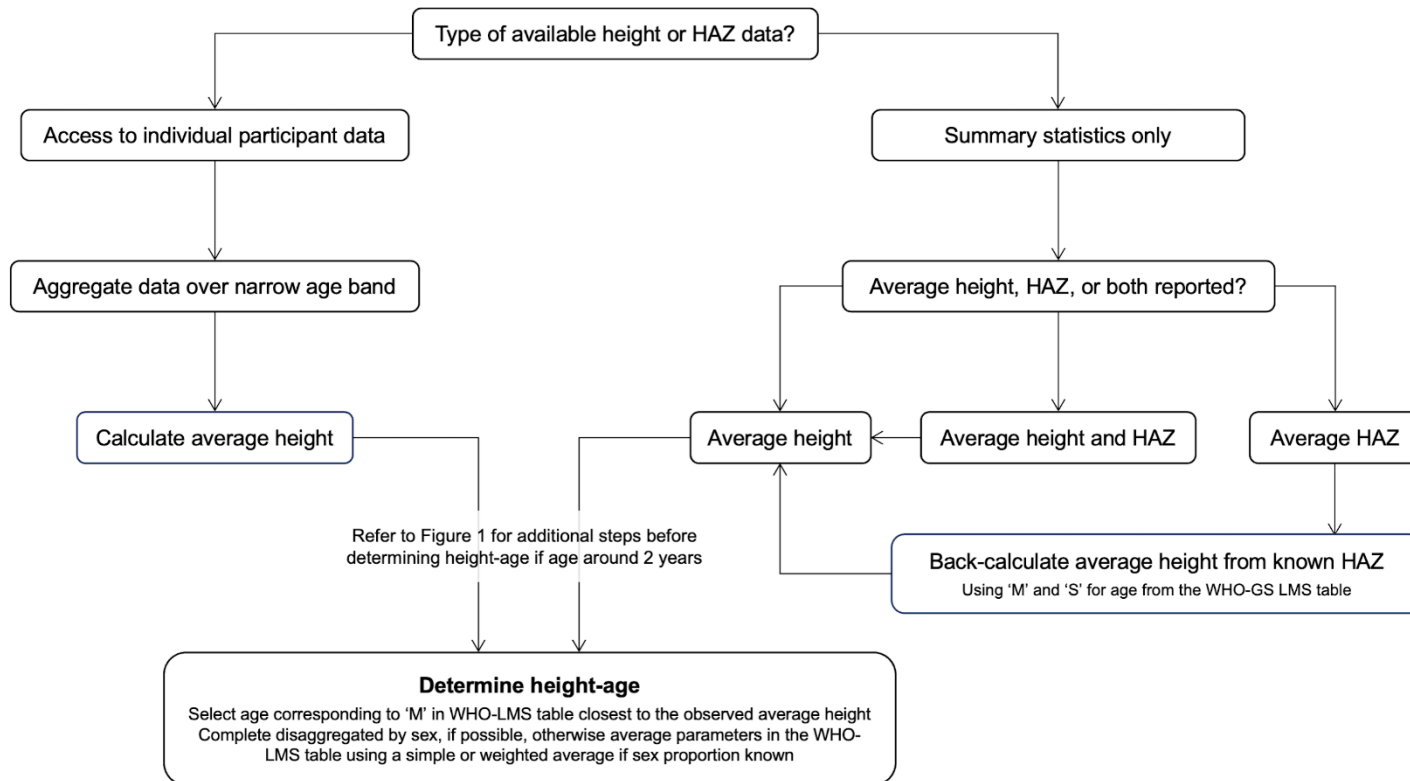 Type of available height or HAZ data?
Access to individual participant data
Summary statistics only
Aggregate data over narrow age band
Average height, HAZ, or both reported?
Calculate average height
Average height
Average height and HAZ
Average HAZ
Refer to Figure 1 for additional steps before
determining height-age if age around 2 years
Back-calculate average height from known HAZ
Using ‘M’ and ‘S’ for age from the WHO-GS LMS table
Determine height-age
Select age corresponding to ‘M’ in WHO-LMS table closest to the observed average height
Complete disaggregated by sex, if possible, otherwise average parameters in the WHO-
LMS table using a simple or weighted average if sex proportion known